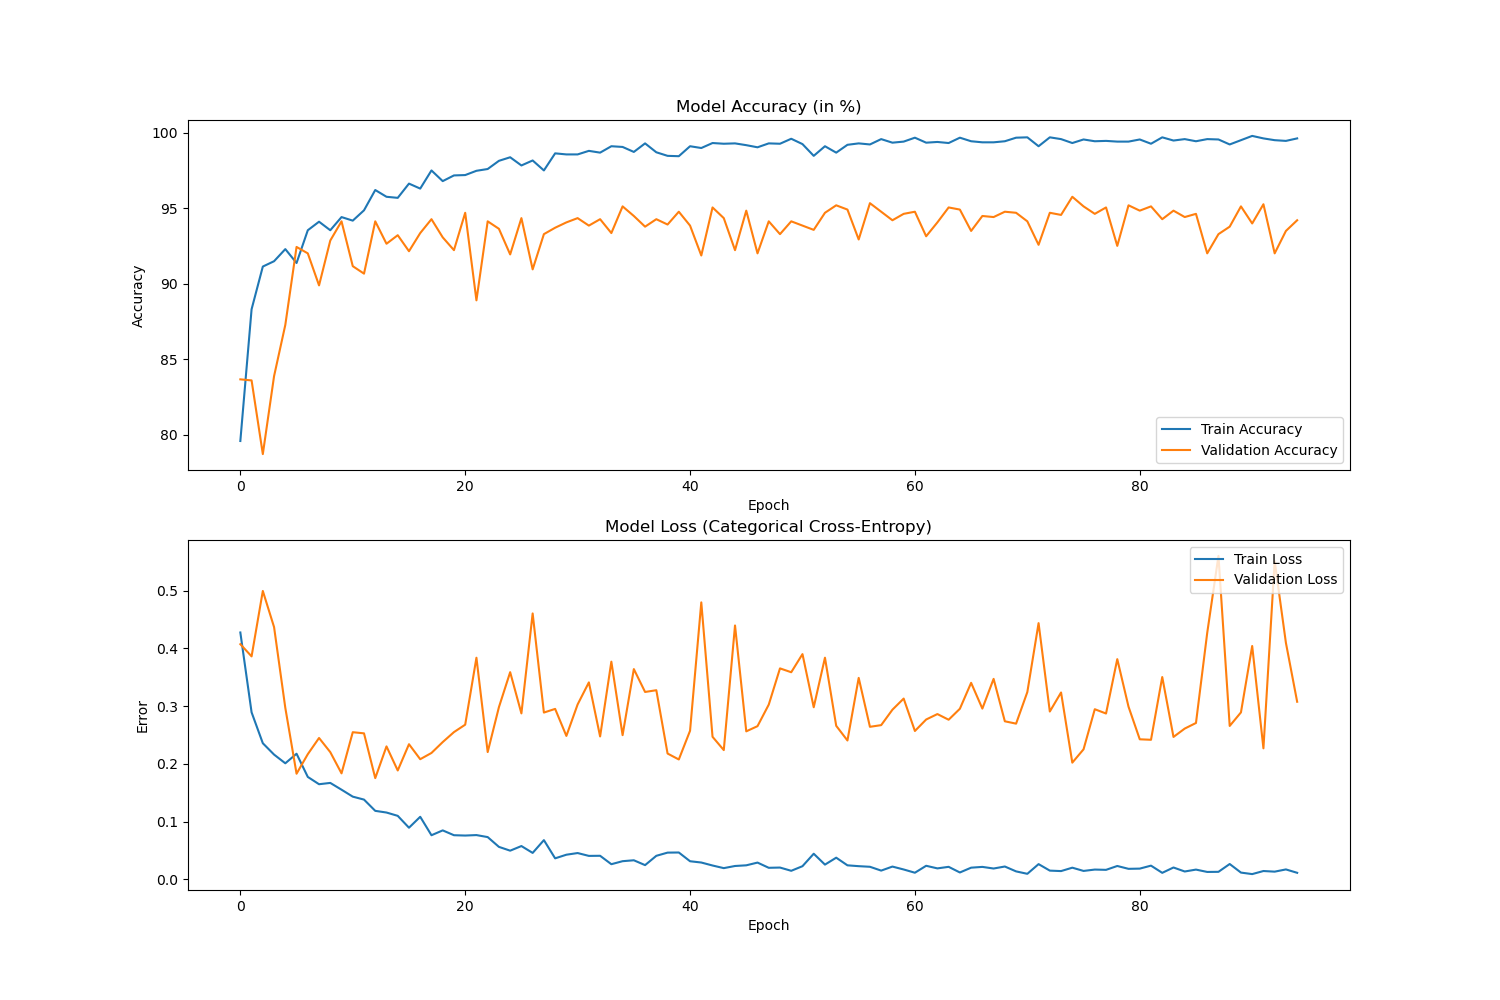 Model Accuracy (in %)
100
95
90
85
80
Accuracy
Train Accuracy
Validation Accuracy
0 20 40 60 80
Epoch
Model Loss (Categorical Cross-Entropy)
Train Loss
Validation Loss
0.5
0.4
0.3
0.2
0.1
0.0
Error
0 20 40 60 80
Epoch